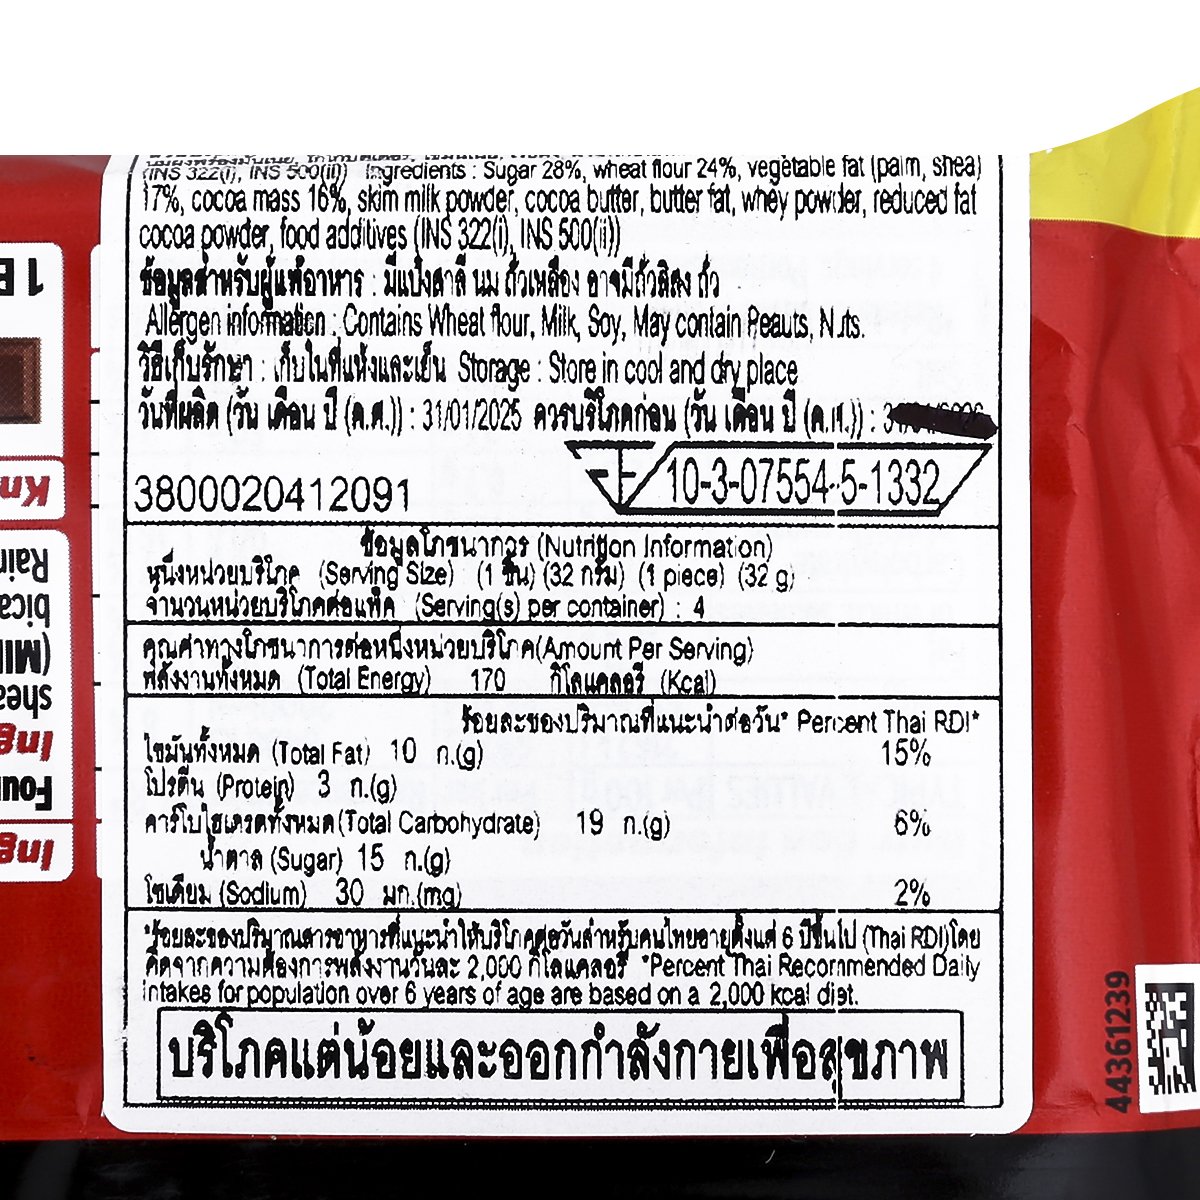 (INS 322(i), INS 500(ii)) Ingredients : Sugar 28%, wheat flour 24%, vegetable fat (palm, shea)
17%, cocoa mass 16%, skim milk powder, cocoa butter, butter fat, whey powder, reduced fat
cocoa powder, food additives (INS 322(i), INS 500(ii))
ข้อมูลสำหรับผู้แพ้อาหาร : มีแป้งสาลี นม ถั่วเหลือง อาจมีถั่วลิสง ถั่ว
Allergen information : Contains Wheat flour, Milk, Soy, May contain Peauts, Nuts.
วิธีเก็บรักษา : เก็บในที่แห้งและเย็น Storage : Store in cool and dry place
วันที่ผลิต (วัน เดือน ปี (ค.ศ.)) : 31/01/2025 ควรบริโภคก่อน (วัน เดือน ปี (ค.ศ.)) :
3800020412091
10-3-07554-5-1332
ข้อมูลโภชนาการ (Nutrition Information)
หนึ่งหน่วยบริโภค (Serving Size) (1 ชิ้น) (32 กรัม) (1 piece) (32 g)
จำนวนหน่วยบริโภคต่อแพ็ค (Serving(s) per container) : 4
คุณค่าทางโภชนาการต่อหนึ่งหน่วยบริโภค(Amount Per Serving)
พลังงานทั้งหมด (Total Energy) 170 กิโลแคลอรี (Kcal)
ร้อยละของปริมาณที่แนะนำต่อวัน* Percent Thai RDI*
ไขมันทั้งหมด (Total Fat) 10 ก.(g) 15%
โปรตีน (Protein) 3 ก.(g)
คาร์โบไฮเดรตทั้งหมด(Total Carbohydrate) 19 ก.(g) 6%
น้ำตาล (Sugar) 15 ก.(g)
โซเดียม (Sodium) 30 มก.(mg) 2%
*ร้อยละของปริมาณสารอาหารที่แนะนำให้บริโภคต่อวันสำหรับคนไทยอายุตั้งแต่ 6 ปีขึ้นไป (Thai RDI)โดย
คิดจากความต้องการพลังงานวันละ 2,000 กิโลแคลอรี *Percent Thai Recommended Daily
Intakes for population over 6 years of age are based on a 2,000 kcal diet.
บริโภคแต่น้อยและออกกำลังกายเพื่อสุขภาพ
44361239
Ing
Four
Ing
shea
(Milk
bica
Rain
Kn
1 B